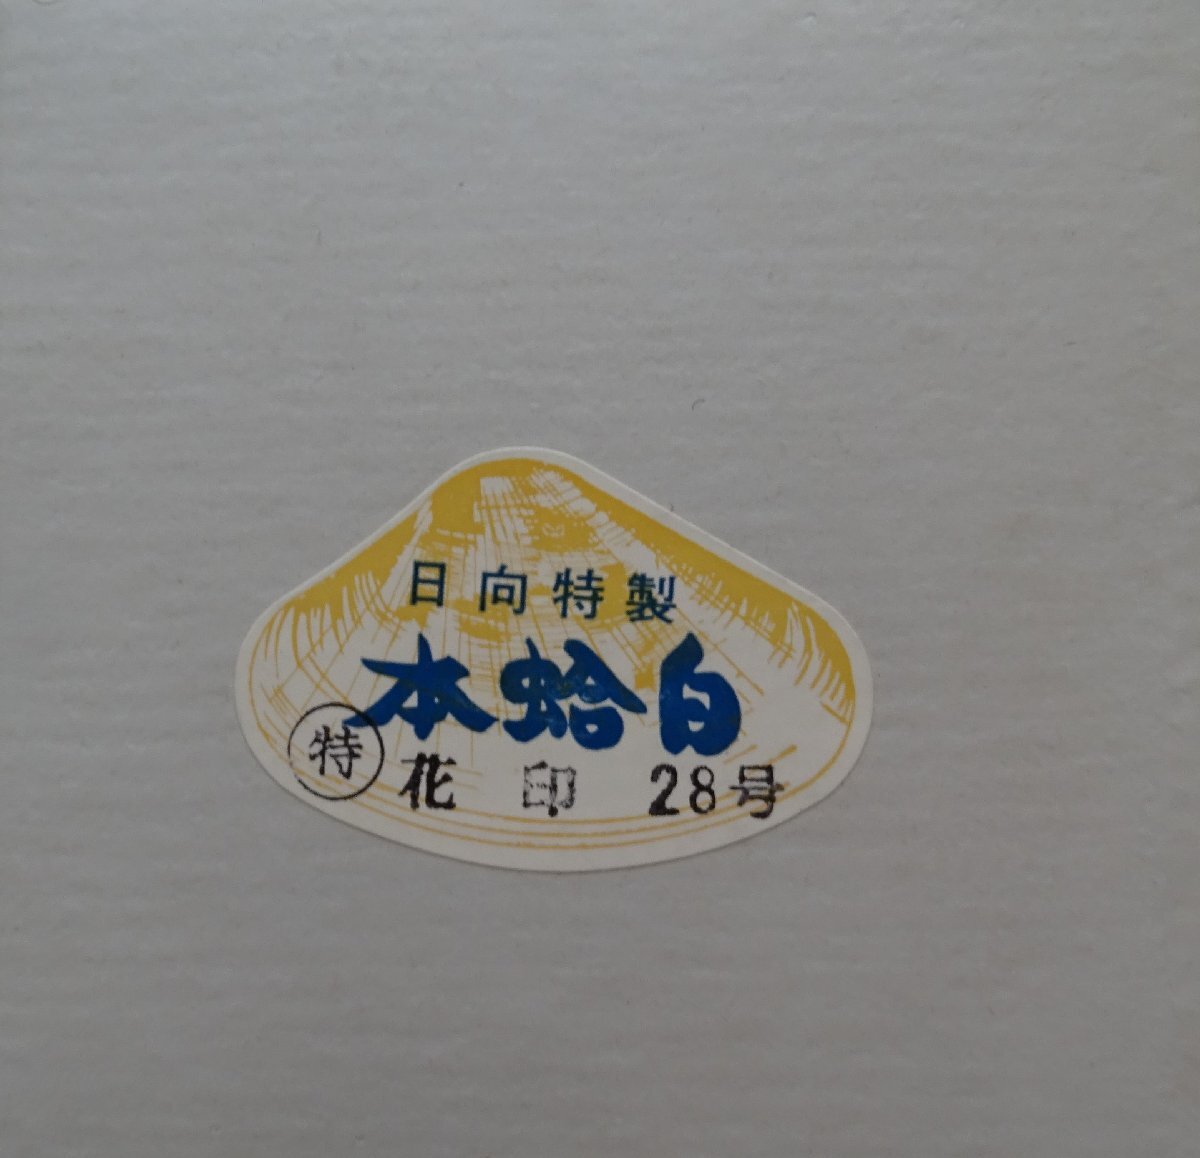 日向特製
本蛤白
特 花印 28号